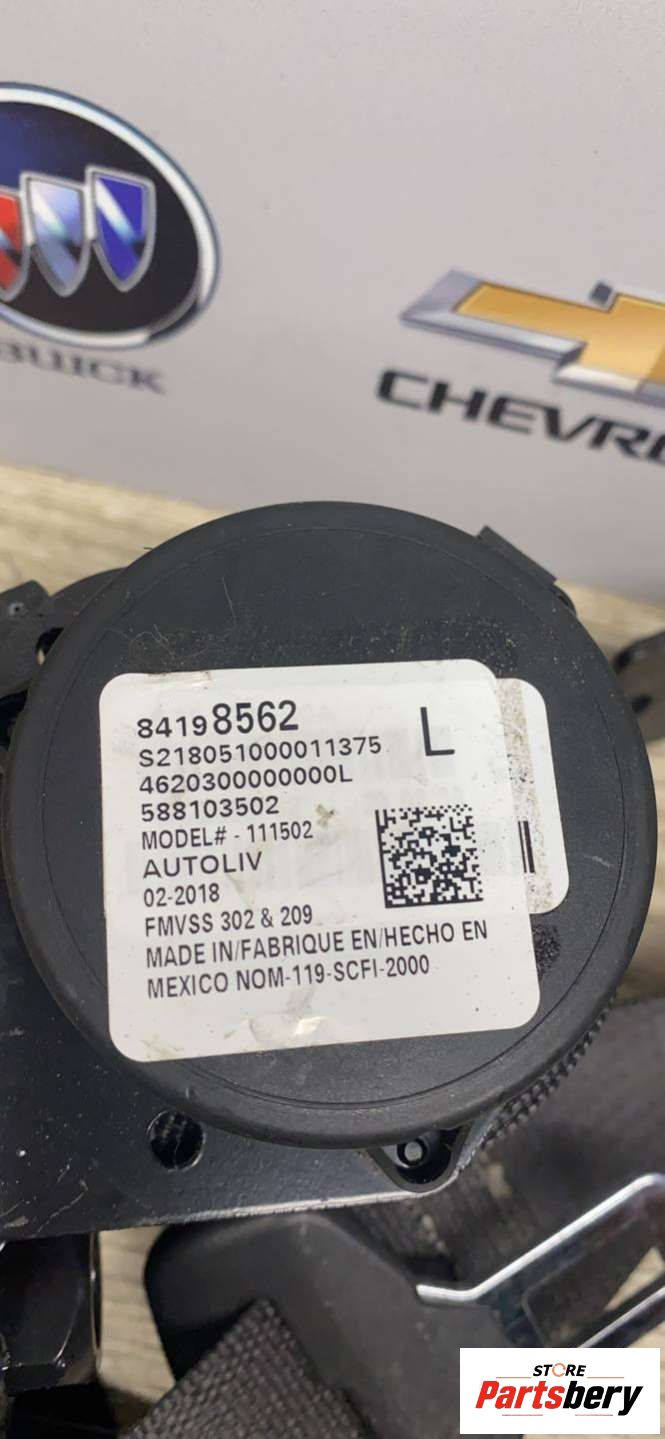 BUICK
CHEVR
84198562
L
S218051000011375
4620300000000L
588103502
MODEL# - 111502
AUTOLIV
02-2018
FMVSS 302 & 209
MADE IN/FABRIQUE EN/HECHO EN
MEXICO NOM-119-SCFI-2000
STORE
Partsbery